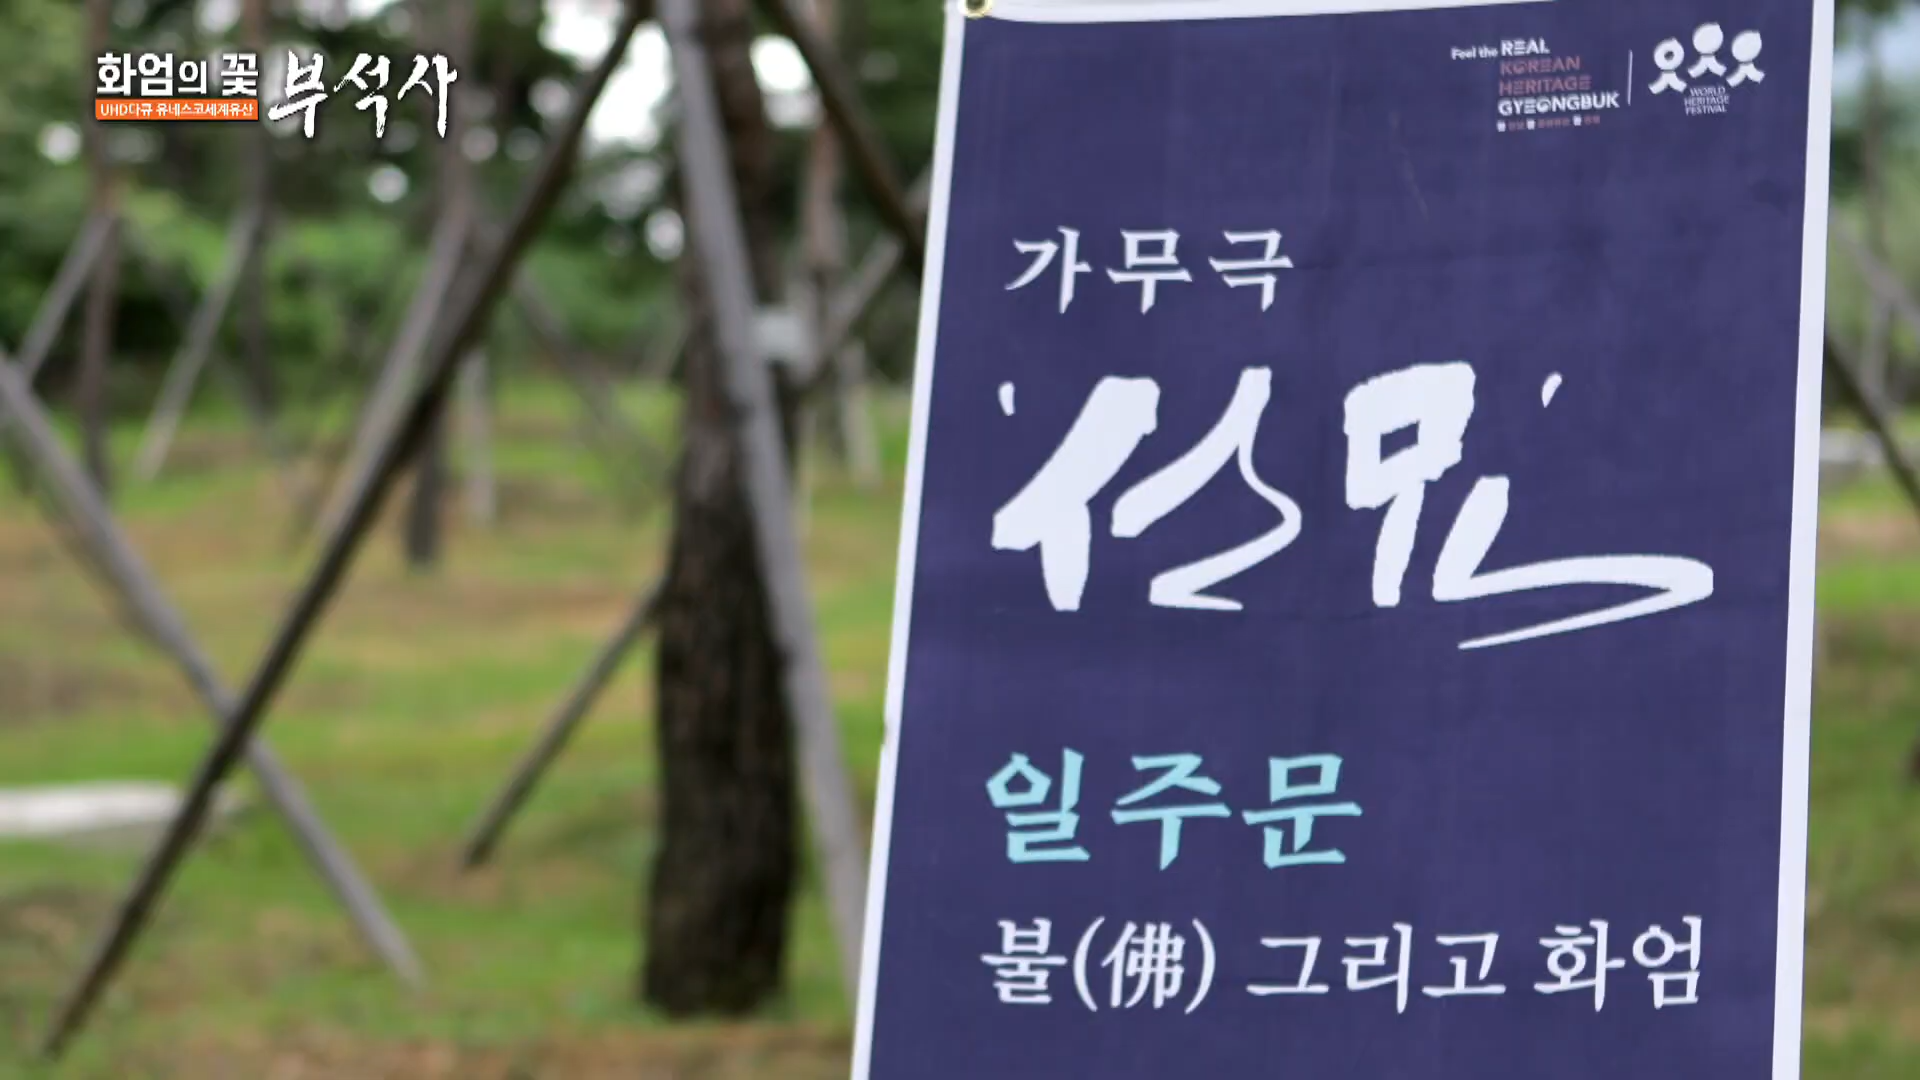 화엄의 꽃 부석사
UHD다큐 유네스코세계유산
Feel the REAL
KOREAN
HERITAGE
GYEONGBUK
WORLD
HERITAGE
FESTIVAL
가무극
'선묘'
일주문
불(佛) 그리고 화엄